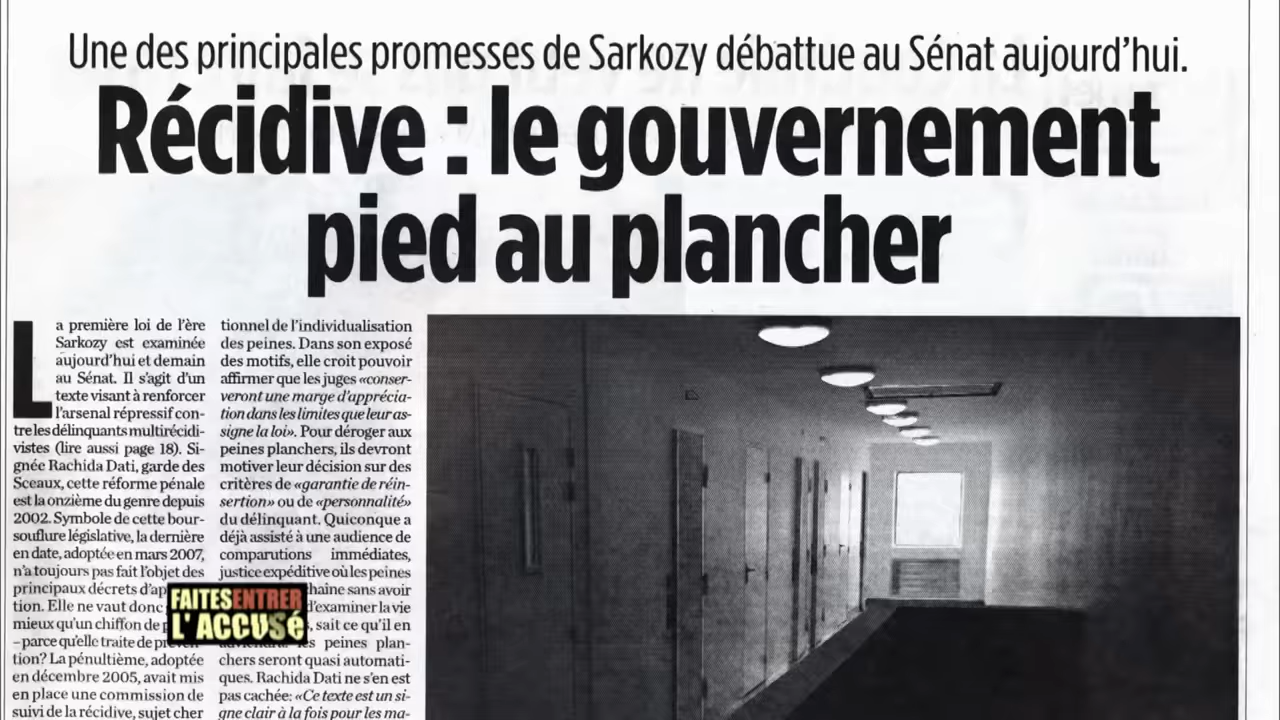 Une des principales promesses de Sarkozy débattue au Sénat aujourd’hui.
Récidive : le gouvernement
pied au plancher
La première loi de l’ère
Sarkozy est examinée
aujourd’hui et demain
au Sénat. Il s’agit d’un
texte visant à renforcer
l’arsenal répressif con-
tre les délinquants multirécidi-
vistes (lire aussi page 18). Si-
gnée Rachida Dati, garde des
Sceaux, cette réforme pénale
est la onzième du genre depuis
2002. Symbole de cette bour-
souflure législative, la dernière
en date, adoptée en mars 2007,
n’a toujours pas fait l’objet des
principaux décrets d’ap
tion. Elle ne vaut donc
mieux qu’un chiffon de p
– parce qu’elle traite de préven-
tion? La pénultième, adoptée
en décembre 2005, avait mis
en place une commission de
suivi de la récidive, sujet cher
tionnel de l’individualisation
des peines. Dans son exposé
des motifs, elle croit pouvoir
affirmer que les juges «conser-
veront une marge d’apprécia-
tion dans les limites que leur as-
signe la loi». Pour déroger aux
peines planchers, ils devront
motiver leur décision sur des
critères de «garantie de réin-
sertion» ou de «personnalité»
du délinquant. Quiconque a
déjà assisté à une audience de
comparutions immédiates,
justice expéditive où les peines
haîne sans avoir
d’examiner la vie
, sait ce qu’il en
peines plan-
chers seront quasi automati-
ques. Rachida Dati ne s’en est
pas cachée: «Ce texte est un si-
gne clair à la fois pour les ma-
FAITES ENTRER
L’ACCUSé